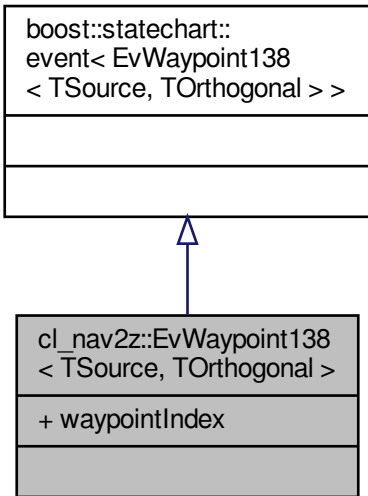 boost::statechart::
event< EvWaypoint138
< TSource, TOrthogonal > >
cl_nav2z::EvWaypoint138
< TSource, TOrthogonal >
+ waypointIndex